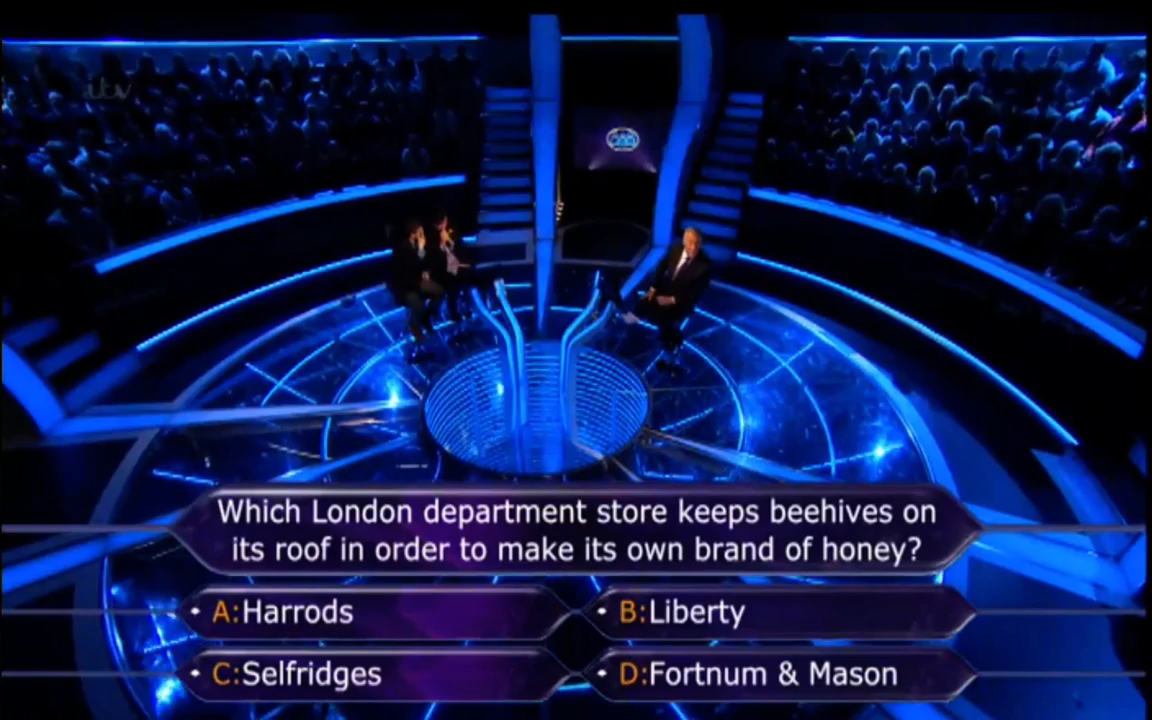 itv
Which London department store keeps beehives on
its roof in order to make its own brand of honey?
A:Harrods
B:Liberty
C:Selfridges
D:Fortnum & Mason